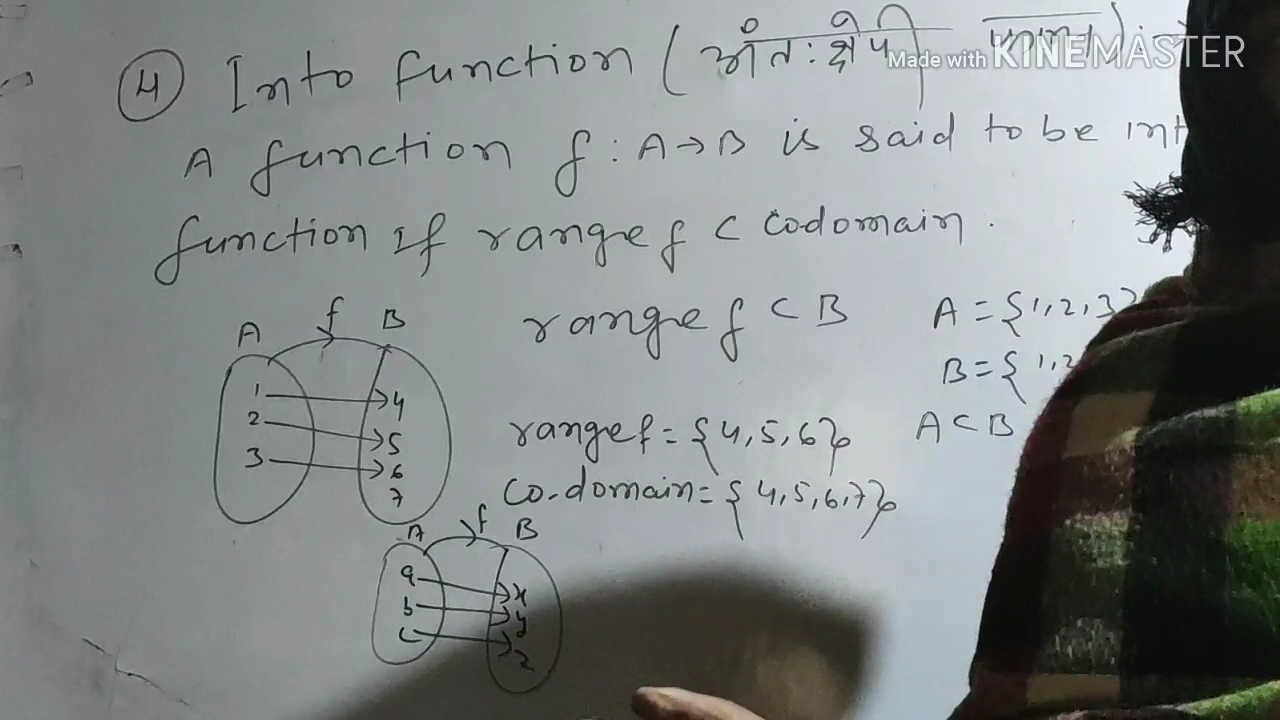 4 Into function ( अंतःक्षेपी फलन ) :-
Made with KINEMASTER
A function f : A → B is said to be int
function if range f ⊂ Codomain.
range f ⊂ B
A = {1, 2, 3}
B = { 1, 2
A ⊂ B
A f B
1 4
2 5
3 6
7
range f = {4, 5, 6}
Co-domain = {4, 5, 6, 7}
A f B
a x
b y
c z